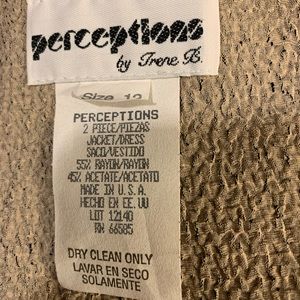 perceptions
by Irene B.
Size 12
PERCEPTIONS
2 PIECE/PIEZAS
JACKET/DRESS
SACO/VESTIDO
55% RAYON/RAYON
45% ACETATE/ACETATO
MADE IN U.S.A.
HECHO EN EE. UU
LOT 12140
RN 66585
DRY CLEAN ONLY
LAVAR EN SECO
SOLAMENTE